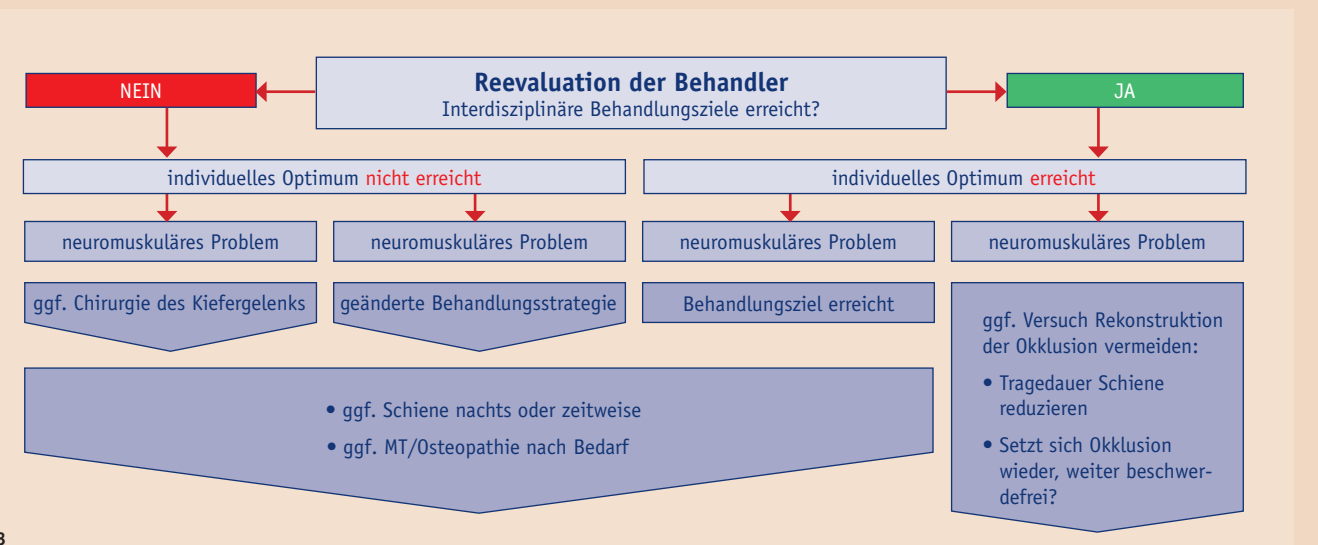 Reevaluation der Behandler
Interdisziplinäre Behandlungsziele erreicht?
NEIN
JA
individuelles Optimum nicht erreicht
individuelles Optimum erreicht
neuromuskuläres Problem
neuromuskuläres Problem
neuromuskuläres Problem
neuromuskuläres Problem
ggf. Chirurgie des Kiefergelenks
geänderte Behandlungsstrategie
Behandlungsziel erreicht
ggf. Versuch Rekonstruktion
der Okklusion vermeiden:
• Tragedauer Schiene
reduzieren
• Setzt sich Okklusion
wieder, weiter beschwer-
defrei?
• ggf. Schiene nachts oder zeitweise
• ggf. MT/Osteopathie nach Bedarf